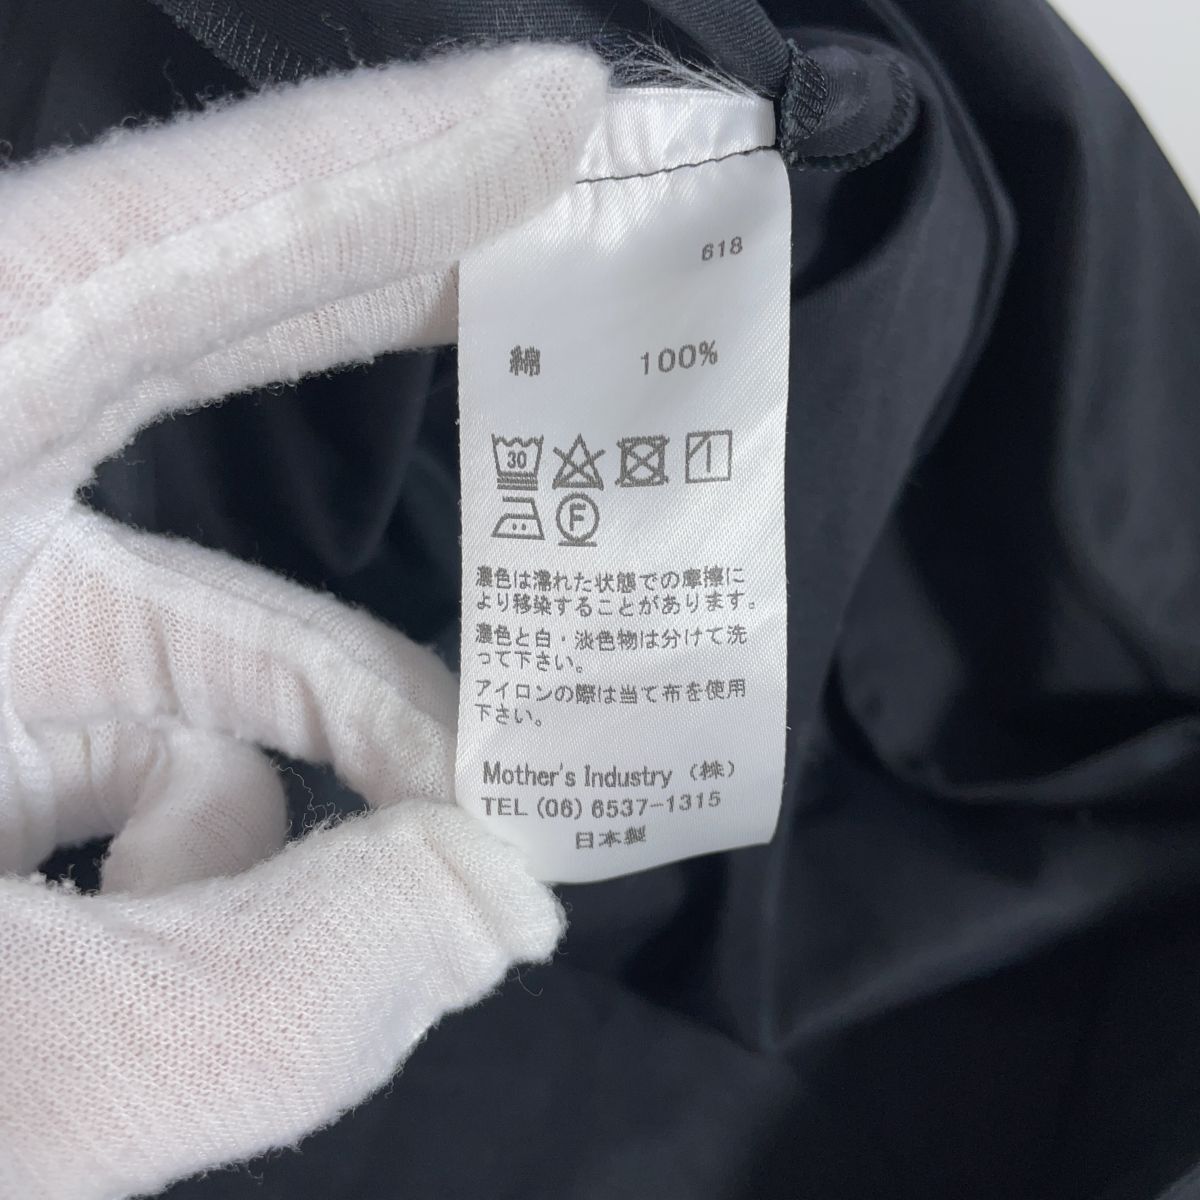 618
綿 100%
30
F
濃色は濡れた状態での摩擦に
より移染することがあります。
濃色と白・淡色物は分けて洗
って下さい。
アイロンの際は当て布を使用
下さい。
Mother's Industry（株）
TEL (06) 6537-1315
日本製